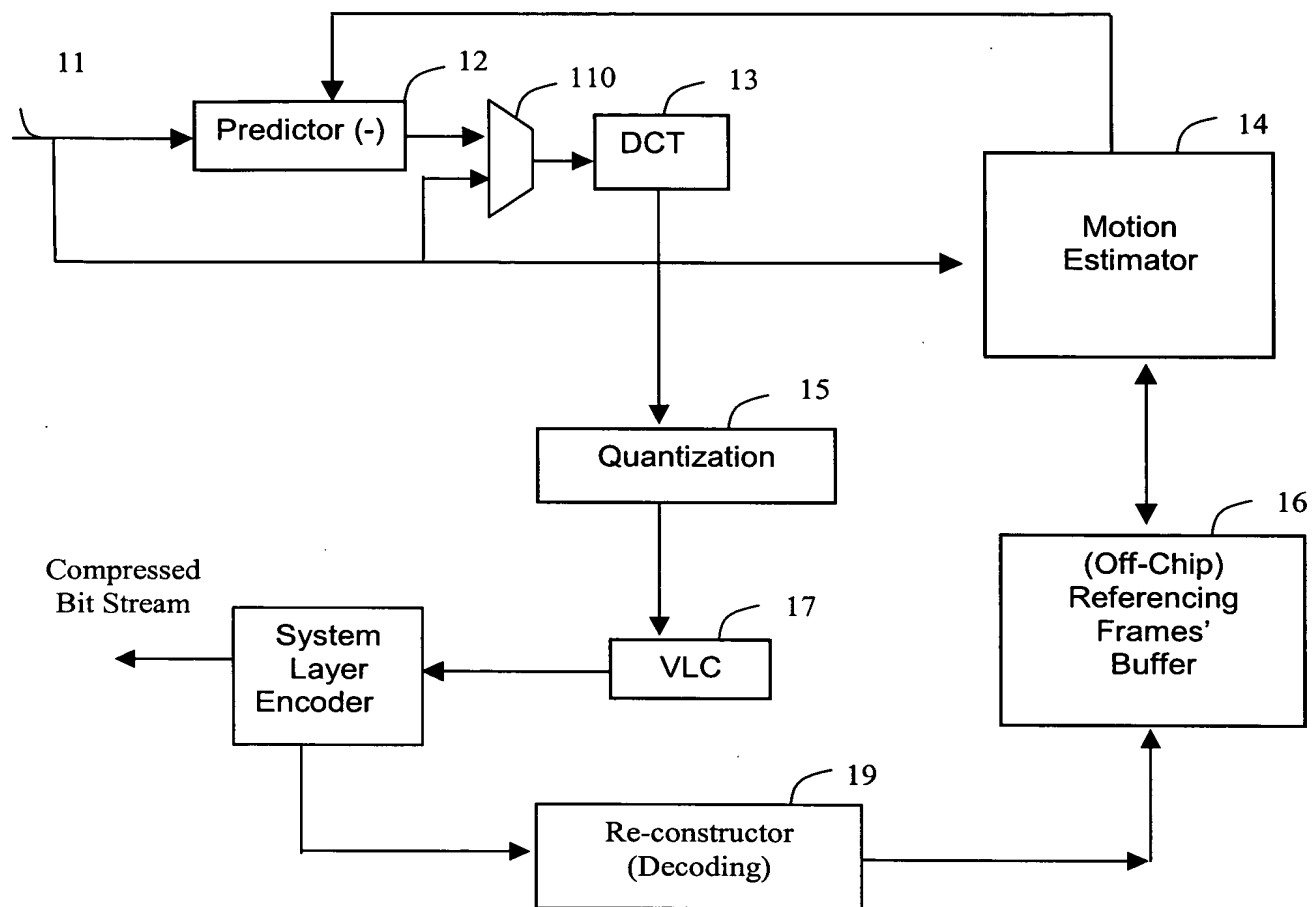 11
12
110
13
14
Predictor (-)
DCT
Motion
Estimator
15
Quantization
16
(Off-Chip)
Referencing
Frames'
Buffer
Compressed
Bit Stream
System
Layer
Encoder
17
VLC
19
Re-constructor
(Decoding)